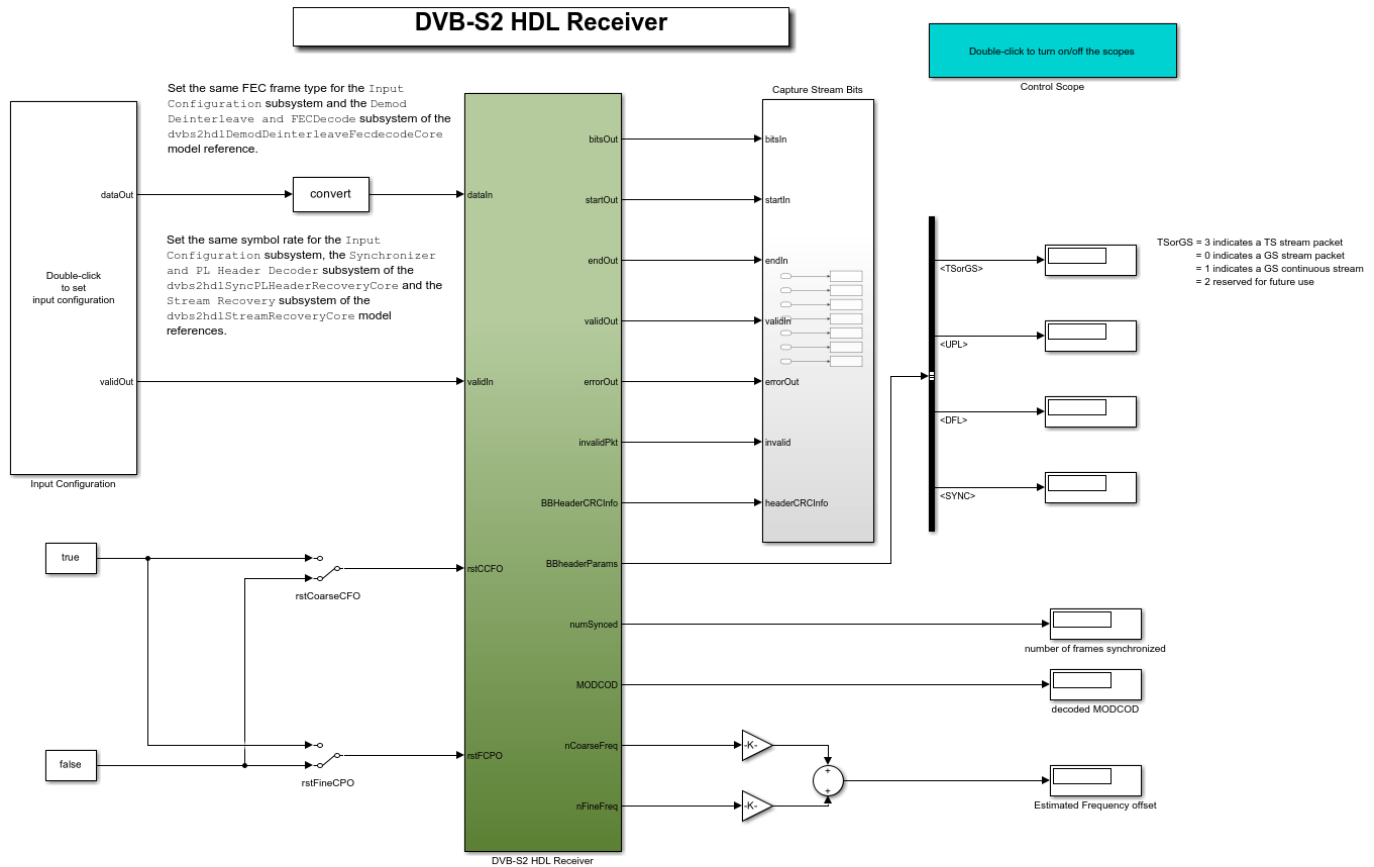 DVB-S2 HDL Receiver
Double-click to turn on/off the scopes
Control Scope
Set the same FEC frame type for the Input
Configuration subsystem and the Demod
Deinterleave and FECDecode subsystem of the
dvbs2hdlDemodDeinterleaveFecdecodeCore
model reference.
Capture Stream Bits
dataOut
convert
dataIn
Set the same symbol rate for the Input
Configuration subsystem, the Synchronizer
and PL Header Decoder subsystem of the
dvbs2hdlSyncPLHeaderRecoveryCore and the
Stream Recovery subsystem of the
dvbs2hdlStreamRecoveryCore model
references.
Double-click
to set
input configuration
validOut
validIn
Input Configuration
bitsOut
bitsIn
startOut
startIn
endOut
endIn
validOut
validIn
errorOut
errorOut
invalidPkt
invalid
BBHeaderCRCInfo
headerCRCInfo
BBheaderParams
<TSorGS>
<UPL>
<DFL>
<SYNC>
TSorGS = 3 indicates a TS stream packet
= 0 indicates a GS stream packet
= 1 indicates a GS continuous stream
= 2 reserved for future use
true
rstCoarseCFO
rstCCFO
false
rstFineCPO
rstFCPO
numSynced
number of frames synchronized
MODCOD
decoded MODCOD
nCoarseFreq
-K-
nFineFreq
-K-
+
+
Estimated Frequency offset
DVB-S2 HDL Receiver